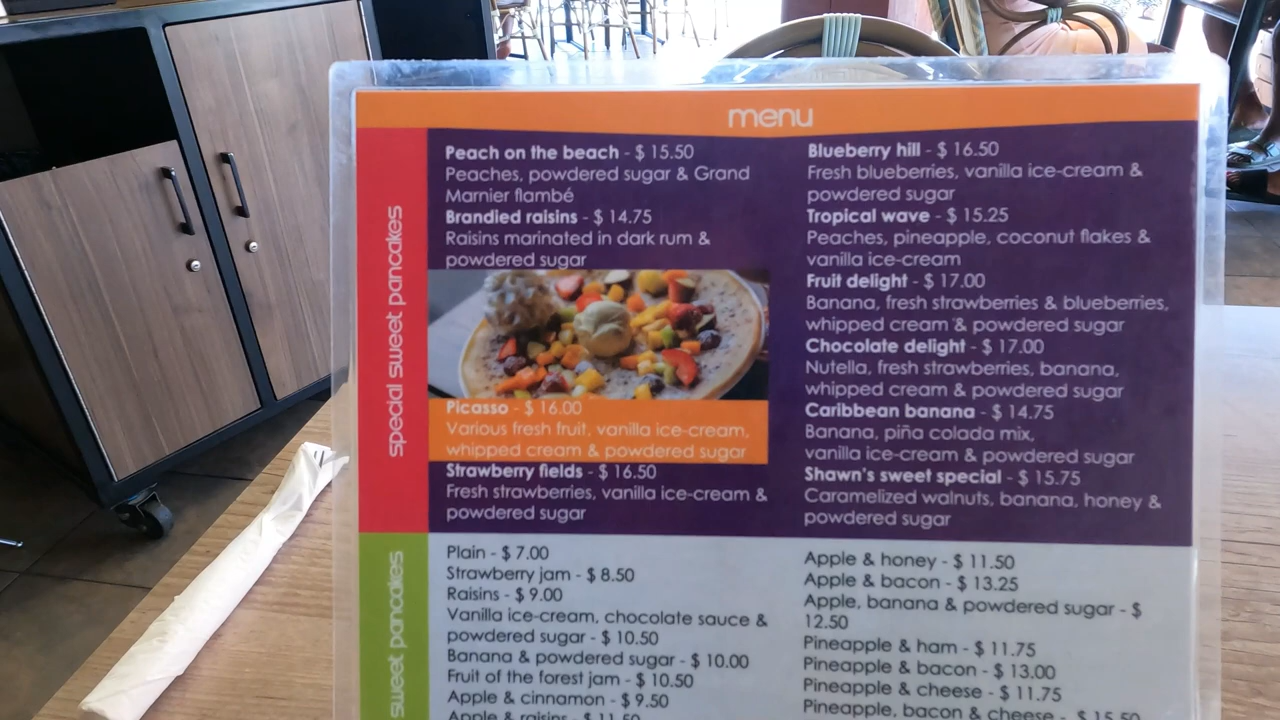 menu
special sweet pancakes
Peach on the beach - $ 15.50
Peaches, powdered sugar & Grand
Marnier flambé
Brandied raisins - $ 14.75
Raisins marinated in dark rum &
powdered sugar
Picasso - $ 16.00
Various fresh fruit, vanilla ice-cream,
whipped cream & powdered sugar
Strawberry fields - $ 16.50
Fresh strawberries, vanilla ice-cream &
powdered sugar
Blueberry hill - $ 16.50
Fresh blueberries, vanilla ice-cream &
powdered sugar
Tropical wave - $ 15.25
Peaches, pineapple, coconut flakes &
vanilla ice-cream
Fruit delight - $ 17.00
Banana, fresh strawberries & blueberries,
whipped cream & powdered sugar
Chocolate delight - $ 17.00
Nutella, fresh strawberries, banana,
whipped cream & powdered sugar
Caribbean banana - $ 14.75
Banana, piña colada mix,
vanilla ice-cream & powdered sugar
Shawn's sweet special - $ 15.75
Caramelized walnuts, banana, honey &
powdered sugar
sweet pancakes
Plain - $ 7.00
Strawberry jam - $ 8.50
Raisins - $ 9.00
Vanilla ice-cream, chocolate sauce &
powdered sugar - $ 10.50
Banana & powdered sugar - $ 10.00
Fruit of the forest jam - $ 10.50
Apple & cinnamon - $ 9.50
Apple & raisins - $ 11.50
Apple & honey - $ 11.50
Apple & bacon - $ 13.25
Apple, banana & powdered sugar - $
12.50
Pineapple & ham - $ 11.75
Pineapple & bacon - $ 13.00
Pineapple & cheese - $ 11.75
Pineapple, bacon & cheese - $ 15.50